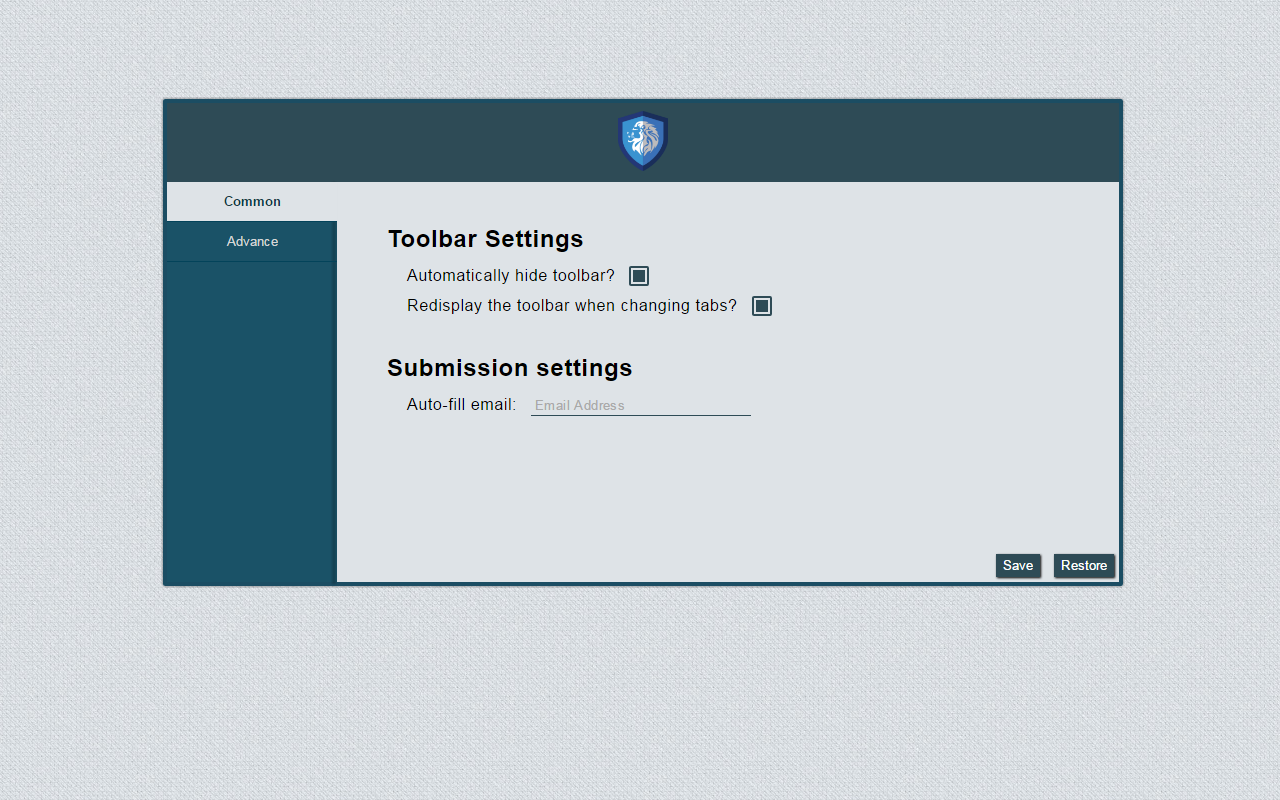 Common
Advance
Toolbar Settings
Automatically hide toolbar?
Redisplay the toolbar when changing tabs?
Submission settings
Auto-fill email: Email Address
Save Restore